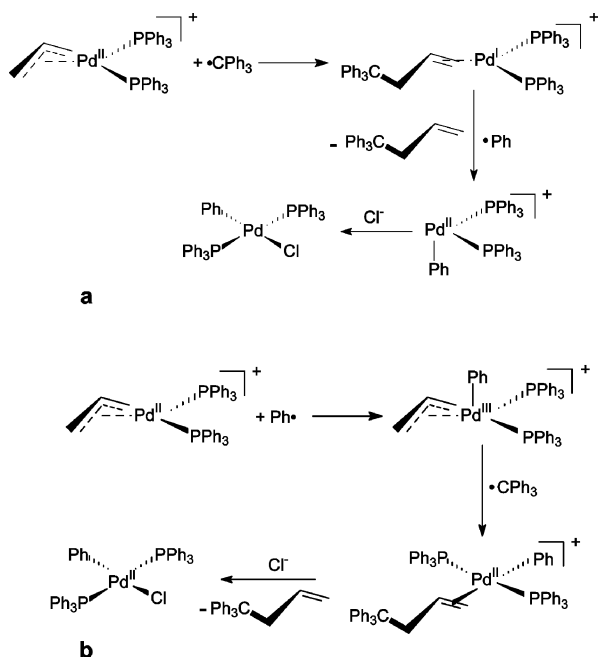 PPh3
Pd^II
PPh3
+
+ •CPh3
Ph3C
Pd^I
PPh3
PPh3
+
- Ph3C
•Ph
Ph
PPh3
Pd
Ph3P
Cl
Cl-
Pd^II
PPh3
PPh3
Ph
+
a
Pd^II
PPh3
PPh3
+
+ Ph•
Ph
Pd^III
PPh3
PPh3
+
•CPh3
Ph
PPh3
Pd^II
Ph3P
Cl
Cl-
- Ph3C
Ph3P
Pd^II
Ph
PPh3
Ph3C
+
b